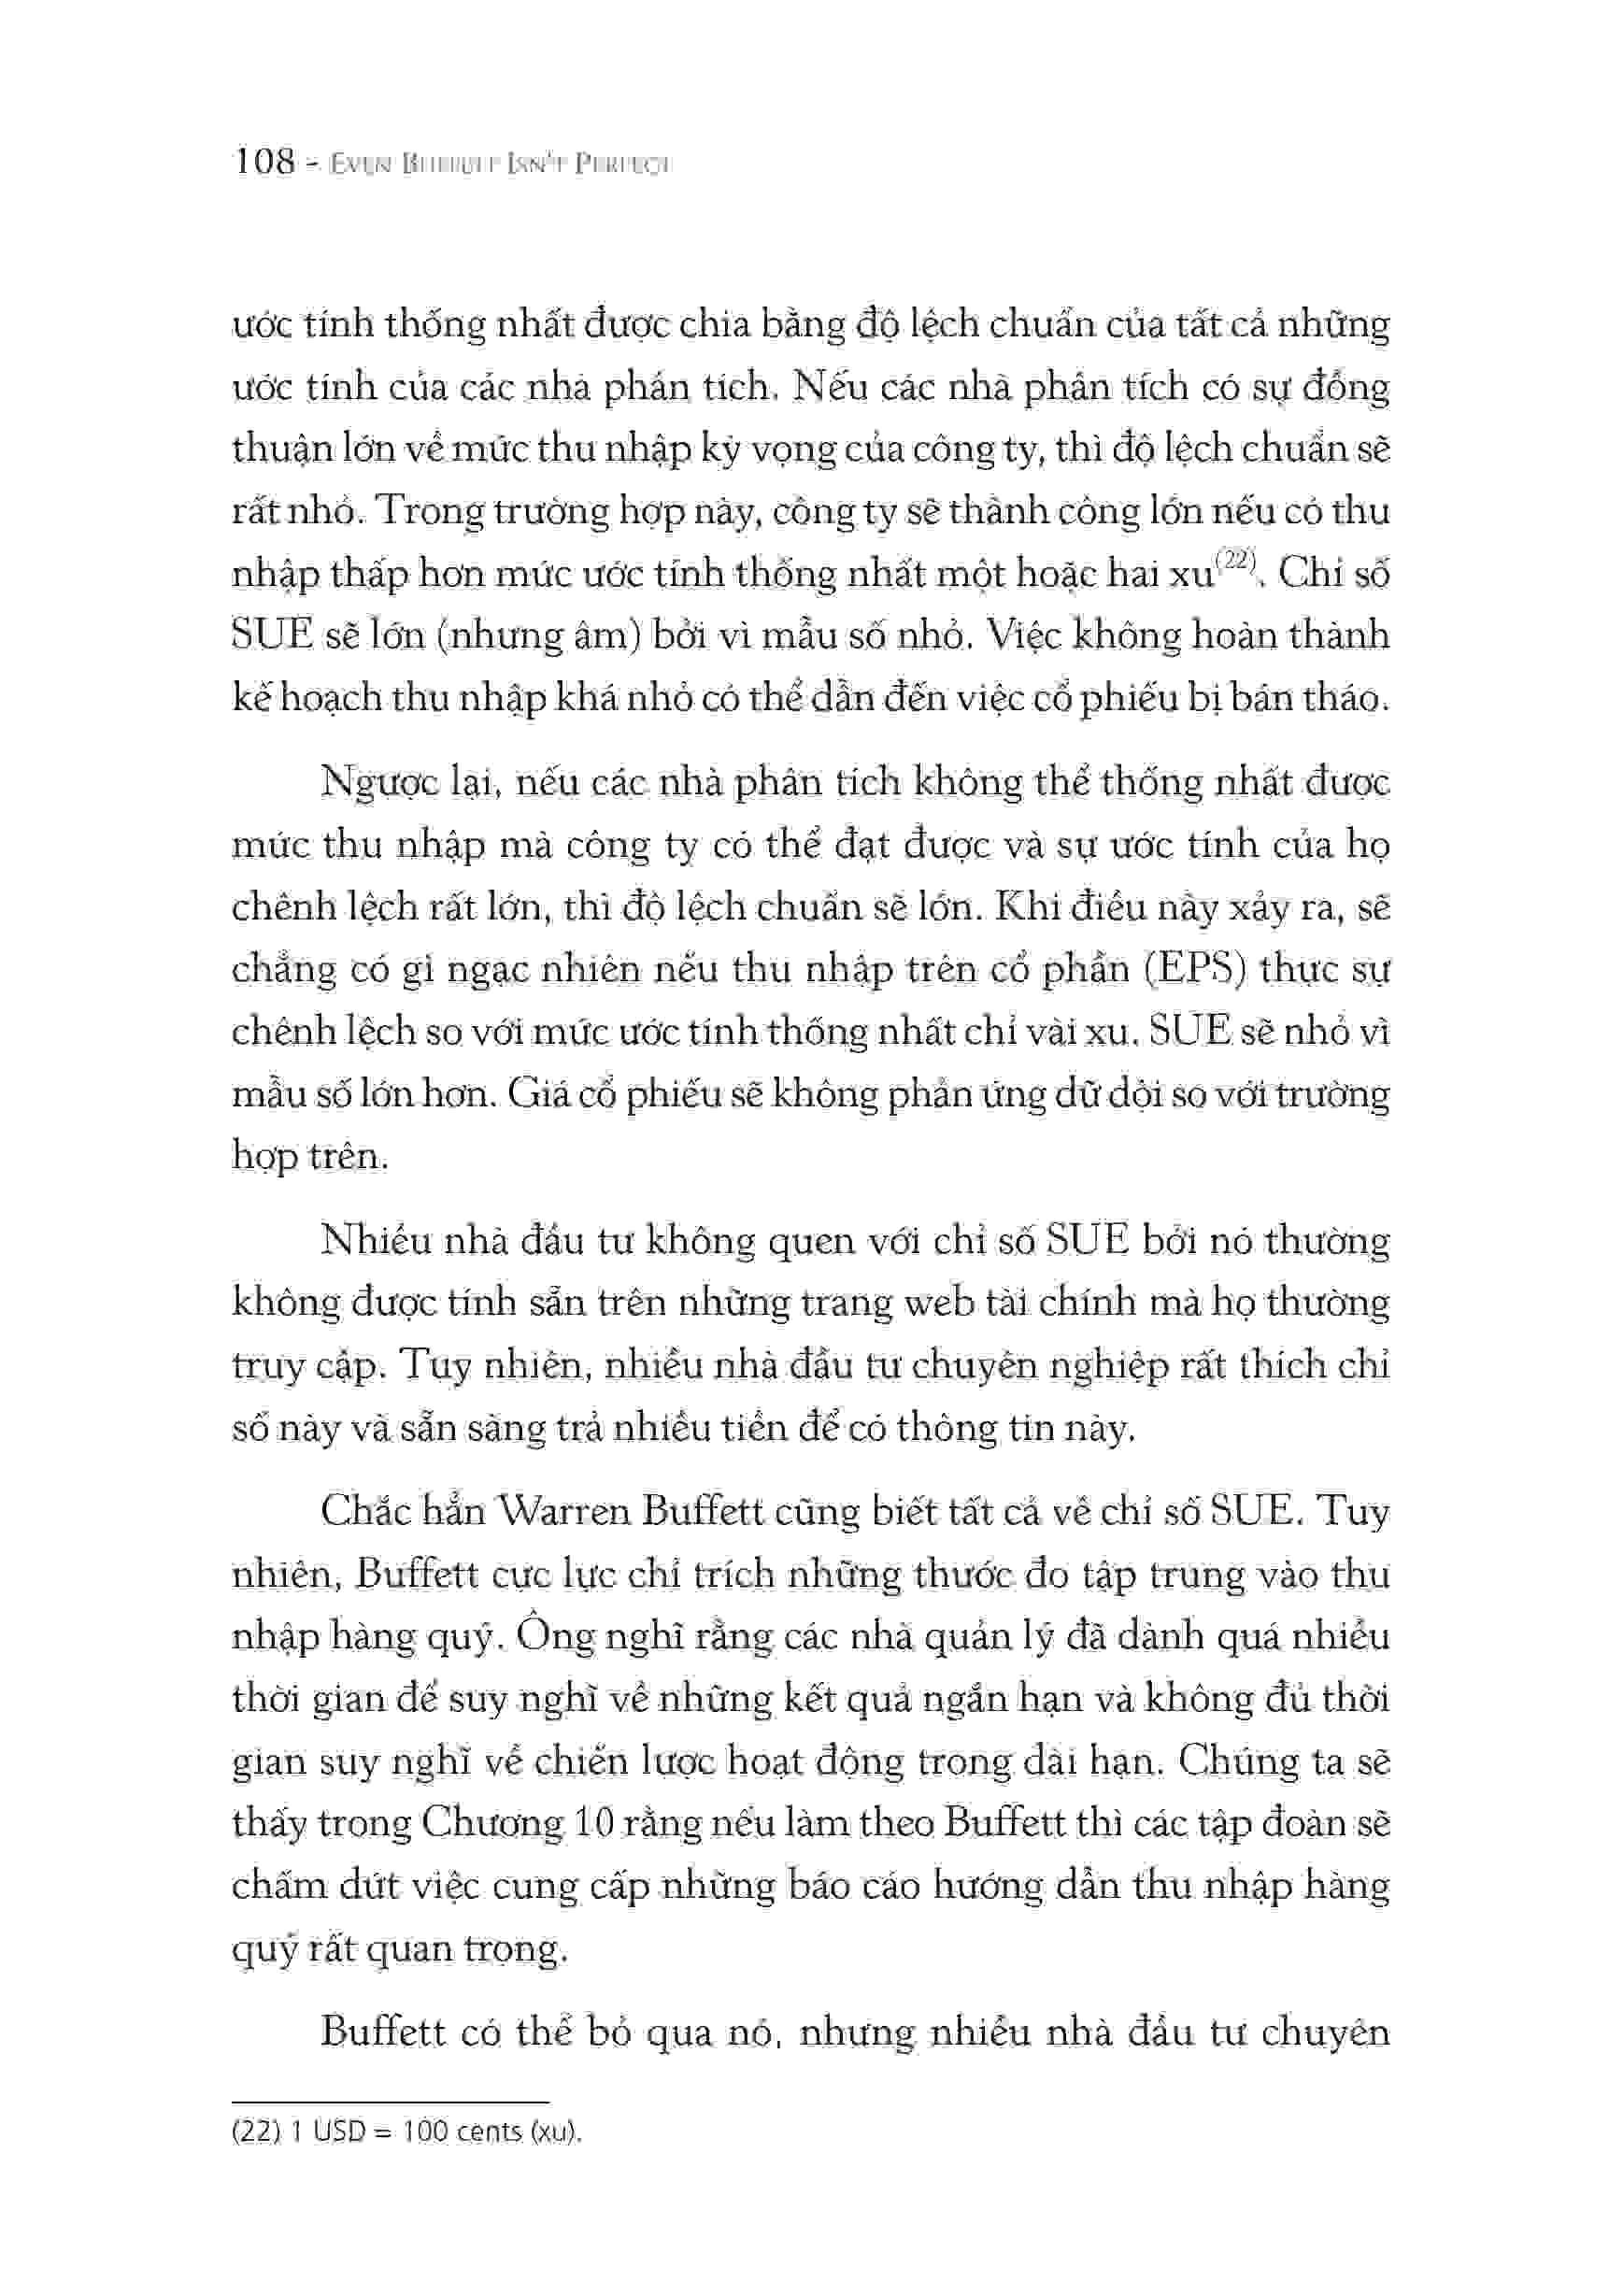 108 - EVEN BUFFETT ISN'T PERFECT
ước tính thống nhất được chia bằng độ lệch chuẩn của tất cả những
ước tính của các nhà phân tích. Nếu các nhà phân tích có sự đồng
thuận lớn về mức thu nhập kỳ vọng của công ty, thì độ lệch chuẩn sẽ
rất nhỏ. Trong trường hợp này, công ty sẽ thành công lớn nếu có thu
nhập thấp hơn mức ước tính thống nhất một hoặc hai xu(22). Chỉ số
SUE sẽ lớn (nhưng âm) bởi vì mẫu số nhỏ. Việc không hoàn thành
kế hoạch thu nhập khá nhỏ có thể dẫn đến việc cổ phiếu bị bán tháo.
Ngược lại, nếu các nhà phân tích không thể thống nhất được
mức thu nhập mà công ty có thể đạt được và sự ước tính của họ
chênh lệch rất lớn, thì độ lệch chuẩn sẽ lớn. Khi điều này xảy ra, sẽ
chẳng có gì ngạc nhiên nếu thu nhập trên cổ phần (EPS) thực sự
chênh lệch so với mức ước tính thống nhất chỉ vài xu. SUE sẽ nhỏ vì
mẫu số lớn hơn. Giá cổ phiếu sẽ không phản ứng dữ dội so với trường
hợp trên.
Nhiều nhà đầu tư không quen với chỉ số SUE bởi nó thường
không được tính sẵn trên những trang web tài chính mà họ thường
truy cập. Tuy nhiên, nhiều nhà đầu tư chuyên nghiệp rất thích chỉ
số này và sẵn sàng trả nhiều tiền để có thông tin này.
Chắc hẳn Warren Buffett cũng biết tất cả về chỉ số SUE. Tuy
nhiên, Buffett cực lực chỉ trích những thước đo tập trung vào thu
nhập hàng quý. Ông nghĩ rằng các nhà quản lý đã dành quá nhiều
thời gian để suy nghĩ về những kết quả ngắn hạn và không đủ thời
gian suy nghĩ về chiến lược hoạt động trong dài hạn. Chúng ta sẽ
thấy trong Chương 10 rằng nếu làm theo Buffett thì các tập đoàn sẽ
chấm dứt việc cung cấp những báo cáo hướng dẫn thu nhập hàng
quý rất quan trọng.
Buffett có thể bỏ qua nó, nhưng nhiều nhà đầu tư chuyên
(22) 1 USD = 100 cents (xu).